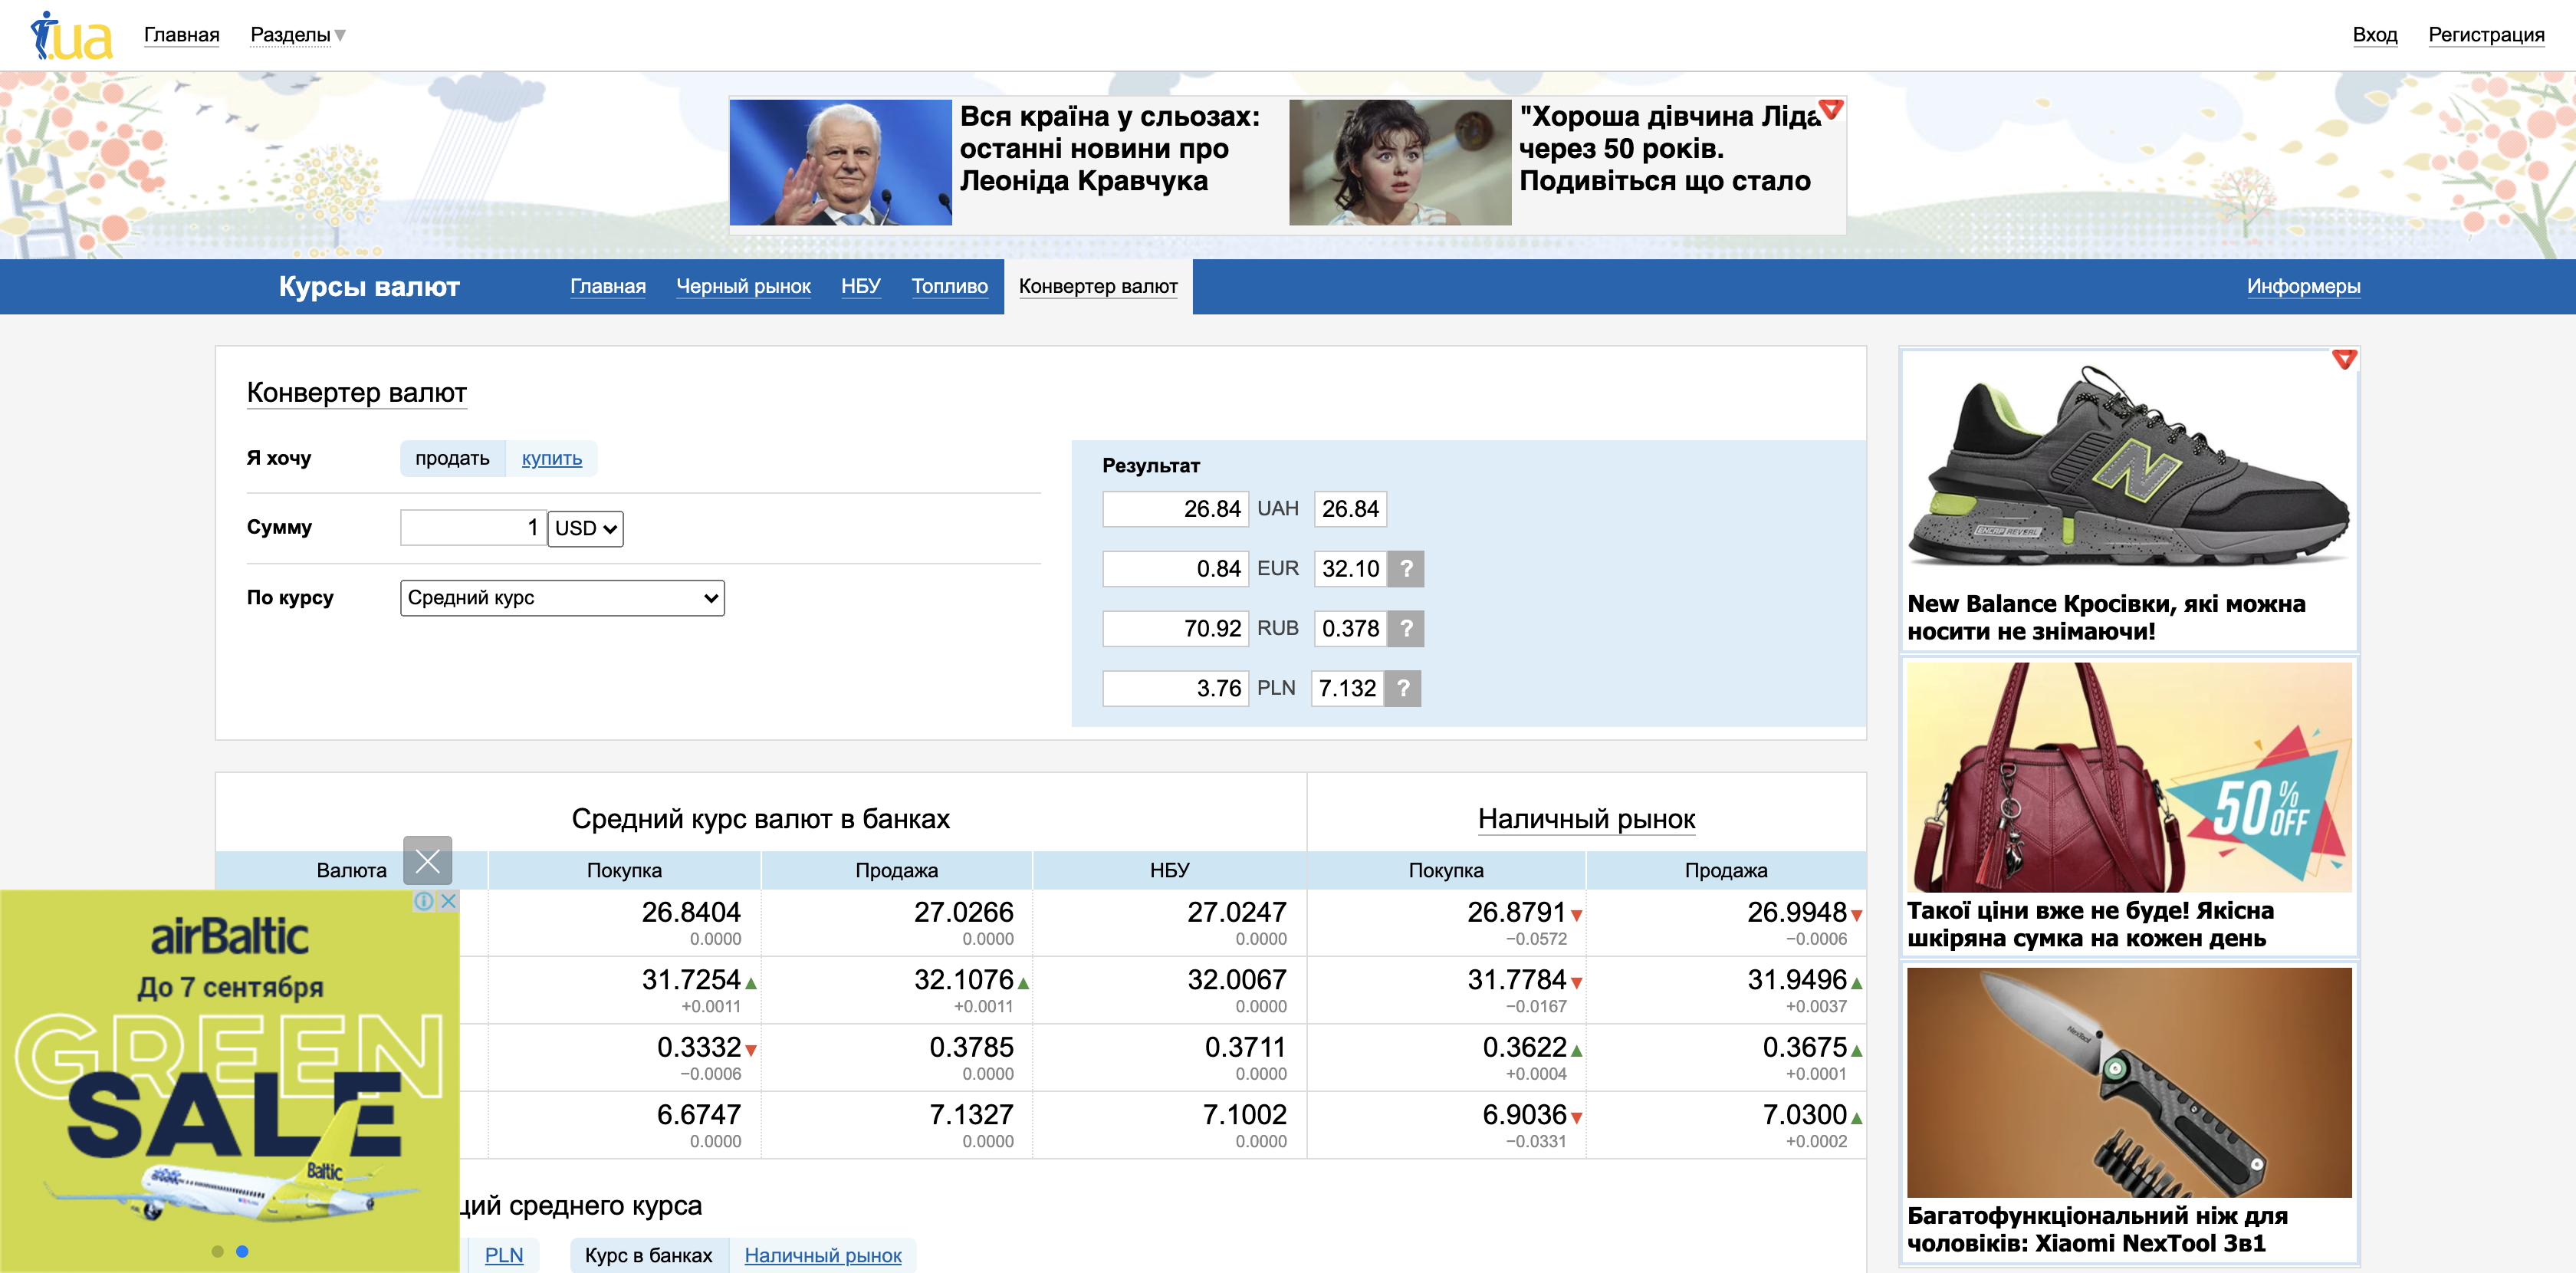 i.ua
Главная
Разделы
Вход
Регистрация
Вся країна у сльозах:
останні новини про
Леоніда Кравчука
"Хороша дівчина Ліда
через 50 років.
Подивіться що стало
Курсы валют
Главная
Черный рынок
НБУ
Топливо
Конвертер валют
Информеры
Конвертер валют
Я хочу
продать
купить
Сумму
1
USD
По курсу
Средний курс
Результат
26.84 UAH 26.84
0.84 EUR 32.10 ?
70.92 RUB 0.378 ?
3.76 PLN 7.132 ?
Средний курс валют в банках
Наличный рынок
Валюта Покупка Продажа НБУ Покупка Продажа
26.8404 27.0266 27.0247 26.8791 26.9948
0.0000 0.0000 0.0000 −0.0572 −0.0006
31.7254 32.1076 32.0067 31.7784 31.9496
+0.0011 +0.0011 0.0000 −0.0167 +0.0037
0.3332 0.3785 0.3711 0.3622 0.3675
−0.0006 0.0000 0.0000 +0.0004 +0.0001
6.6747 7.1327 7.1002 6.9036 7.0300
0.0000 0.0000 0.0000 −0.0331 +0.0002
ций среднего курса
PLN
Курс в банках
Наличный рынок
airBaltic
До 7 сентября
GREEN
SALE
Baltic
N
ENCAP REVEAL
New Balance Кросівки, які можна
носити не знімаючи!
50% OFF
Такої ціни вже не буде! Якісна
шкіряна сумка на кожен день
NexTool
Багатофункціональний ніж для
чоловіків: Xiaomi NexTool 3в1